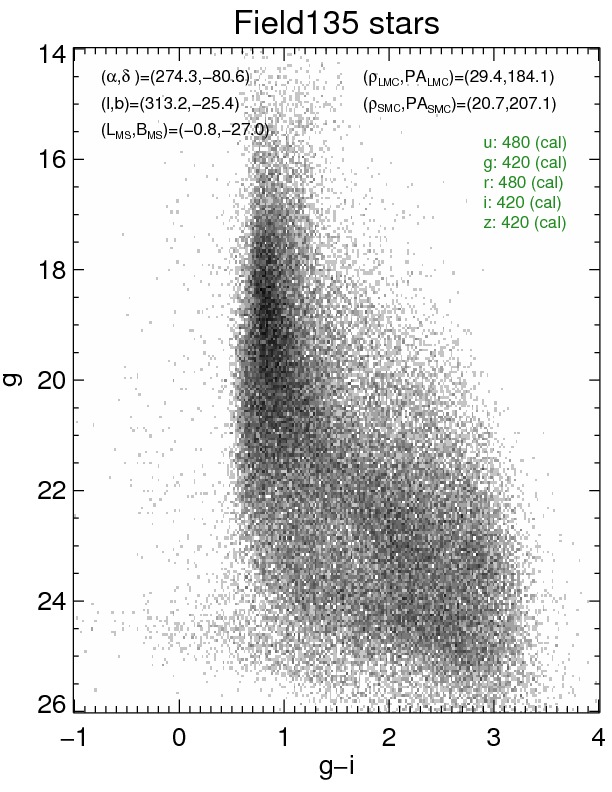 Field135 stars
(α,δ)=(274.3,−80.6)
(l,b)=(313.2,−25.4)
(LMS,BMS)=(−0.8,−27.0)
(ρLMC,PALMC)=(29.4,184.1)
(ρSMC,PASMC)=(20.7,207.1)
u: 480 (cal)
g: 420 (cal)
r: 480 (cal)
i: 420 (cal)
z: 420 (cal)
14
16
18
20
22
24
26
g
−1 0 1 2 3 4
g−i